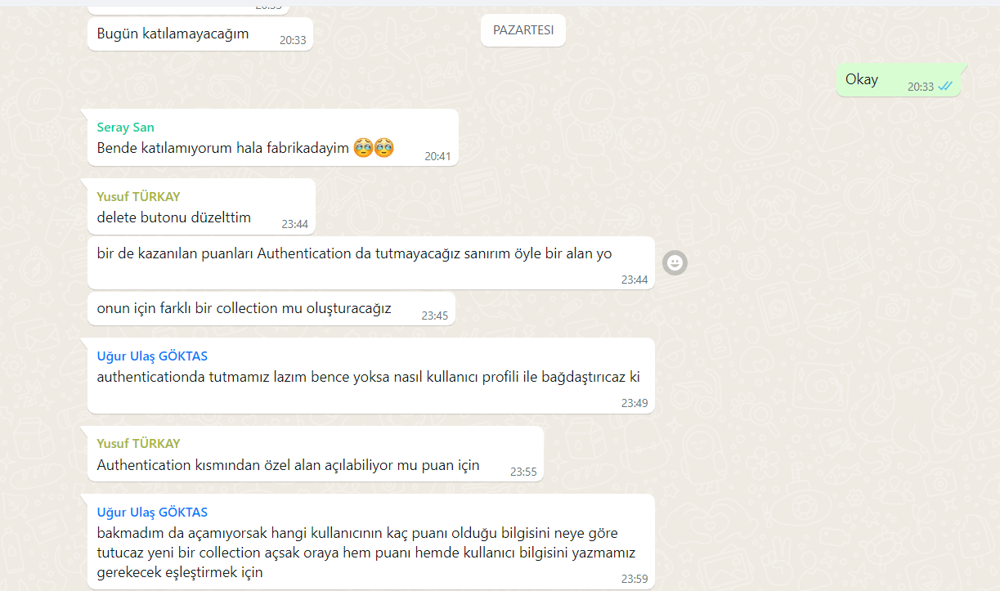 Bugün katılamayacağım
20:33
PAZARTESI
Okay
20:33
Seray San
Bende katılamıyorum hala fabrikadayim 🥹🥹
20:41
Yusuf TÜRKAY
delete butonu düzelttim
23:44
bir de kazanılan puanları Authentication da tutmayacağız sanırım öyle bir alan yo
23:44
onun için farklı bir collection mu oluşturacağız
23:45
Uğur Ulaş GÖKTAS
authenticationda tutmamız lazım bence yoksa nasıl kullanıcı profili ile bağdaştırıcaz ki
23:49
Yusuf TÜRKAY
Authentication kısmından özel alan açılabiliyor mu puan için
23:55
Uğur Ulaş GÖKTAS
bakmadım da açamıyorsak hangi kullanıcının kaç puanı olduğu bilgisini neye göre
tutucaz yeni bir collection açsak oraya hem puanı hemde kullanıcı bilgisini yazmamız
gerekecek eşleştirmek için
23:59